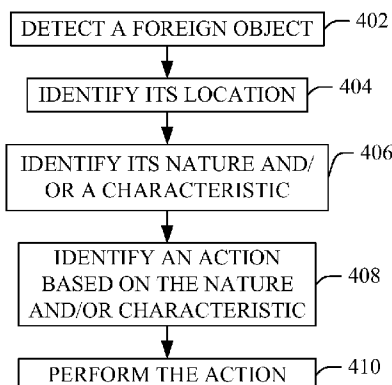 DETECT A FOREIGN OBJECT 402
IDENTIFY ITS LOCATION 404
IDENTIFY ITS NATURE AND/ 406
OR A CHARACTERISTIC
IDENTIFY AN ACTION
BASED ON THE NATURE 408
AND/OR CHARACTERISTIC
PERFORM THE ACTION 410